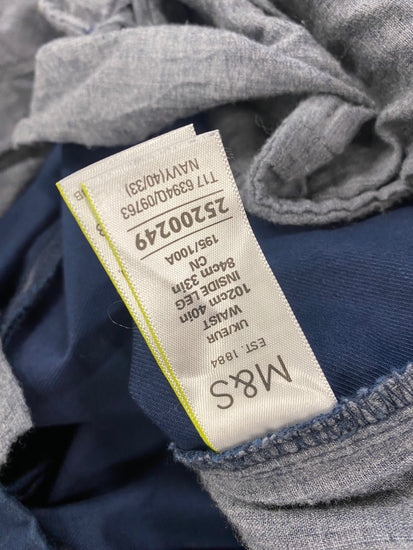 M&S
EST. 1884
UK/EUR
WAIST
102cm 40in
INSIDE LEG
84cm 33in
CN
195/100A
25200249
T17 6394Q/09763
NAVY(40/33)